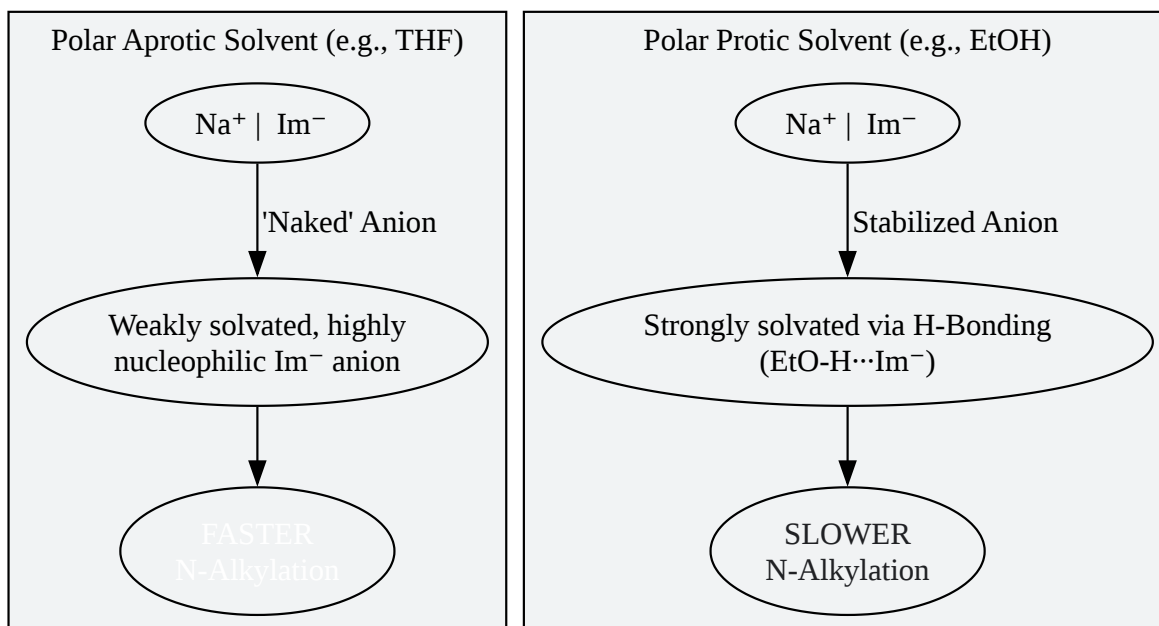 Polar Aprotic Solvent (e.g., THF)
Na⁺ | Im⁻
'Naked' Anion
Weakly solvated, highly
nucleophilic Im⁻ anion
FASTER
N-Alkylation
Polar Protic Solvent (e.g., EtOH)
Na⁺ | Im⁻
Stabilized Anion
Strongly solvated via H-Bonding
(EtO-H···Im⁻)
SLOWER
N-Alkylation